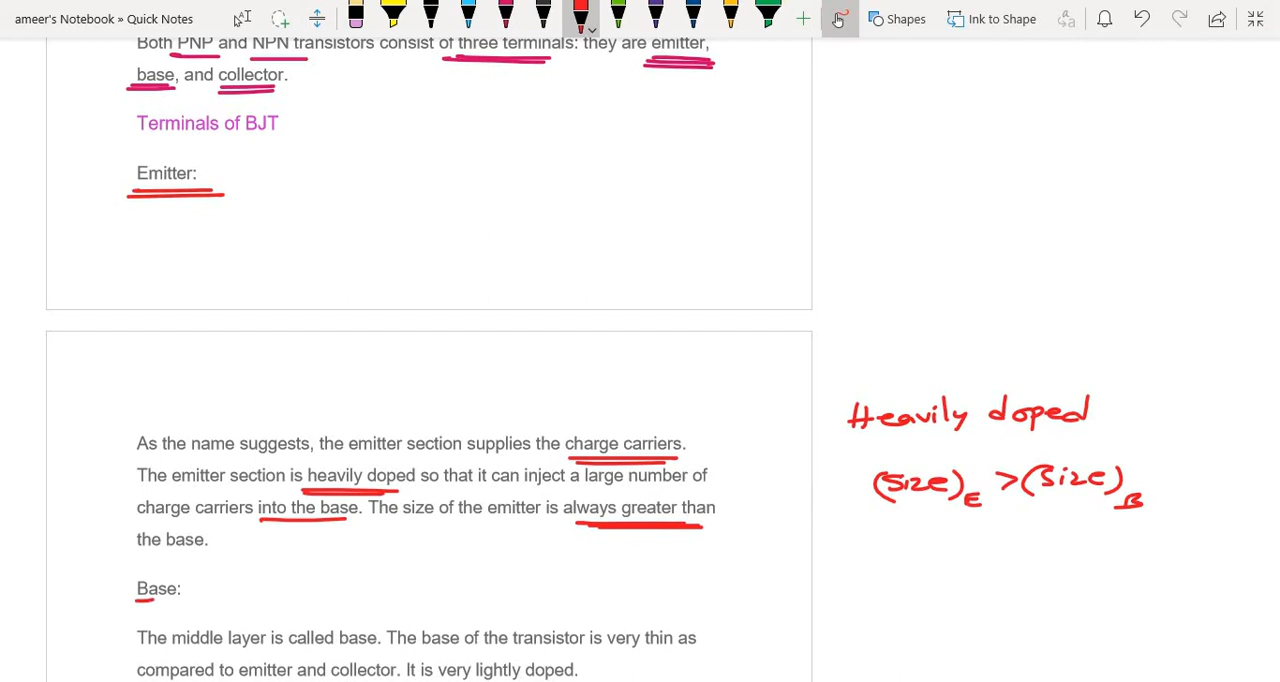 ameer's Notebook » Quick Notes
Shapes
Ink to Shape
Both PNP and NPN transistors consist of three terminals: they are emitter,
base, and collector.
Terminals of BJT
Emitter:
As the name suggests, the emitter section supplies the charge carriers.
The emitter section is heavily doped so that it can inject a large number of
charge carriers into the base. The size of the emitter is always greater than
the base.
Base:
The middle layer is called base. The base of the transistor is very thin as
compared to emitter and collector. It is very lightly doped.
Heavily doped
(Size)E >(Size)B